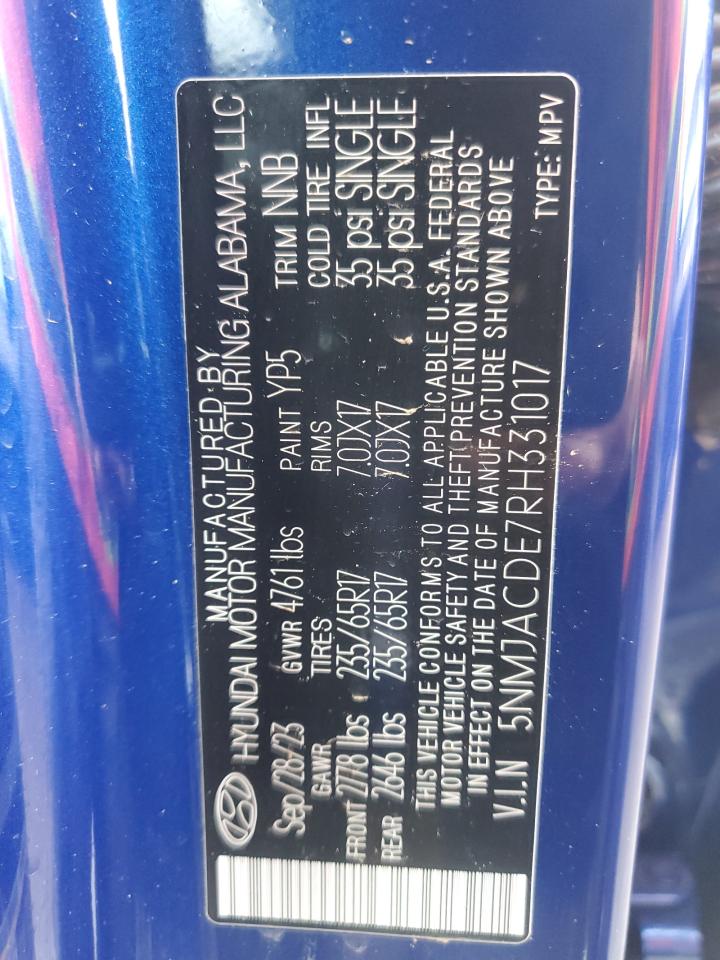 MANUFACTURED BY
HYUNDAI MOTOR MANUFACTURING ALABAMA, LLC
Sep/28/23 GVWR 4761 lbs PAINT YP5 TRIM NNB
GAWR TIRES RIMS COLD TIRE INFL
FRONT 2778 lbs 235/65R17 7.0JX17 35 psi SINGLE
REAR 2646 lbs 235/65R17 7.0JX17 35 psi SINGLE
THIS VEHICLE CONFORMS TO ALL APPLICABLE U.S.A. FEDERAL
MOTOR VEHICLE SAFETY AND THEFT PREVENTION STANDARDS
IN EFFECT ON THE DATE OF MANUFACTURE SHOWN ABOVE
V.I.N 5NMJACDE7RH331017 TYPE: MPV